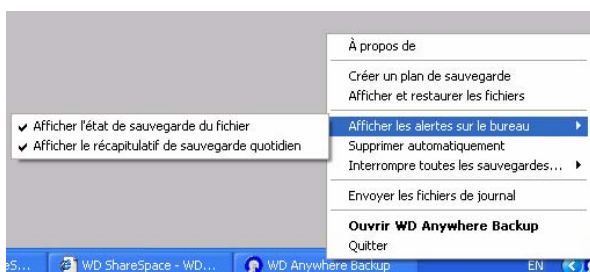 À propos de
Créer un plan de sauvegarde
Afficher et restaurer les fichiers
Afficher les alertes sur le bureau
Afficher l'état de sauvegarde du fichier
Afficher le récapitulatif de sauvegarde quotidien
Supprimer automatiquement
Interrompre toutes les sauvegardes...
Envoyer les fichiers de journal
Ouvrir WD Anywhere Backup
Quitter
eS... WD ShareSpace - WD... WD Anywhere Backup EN